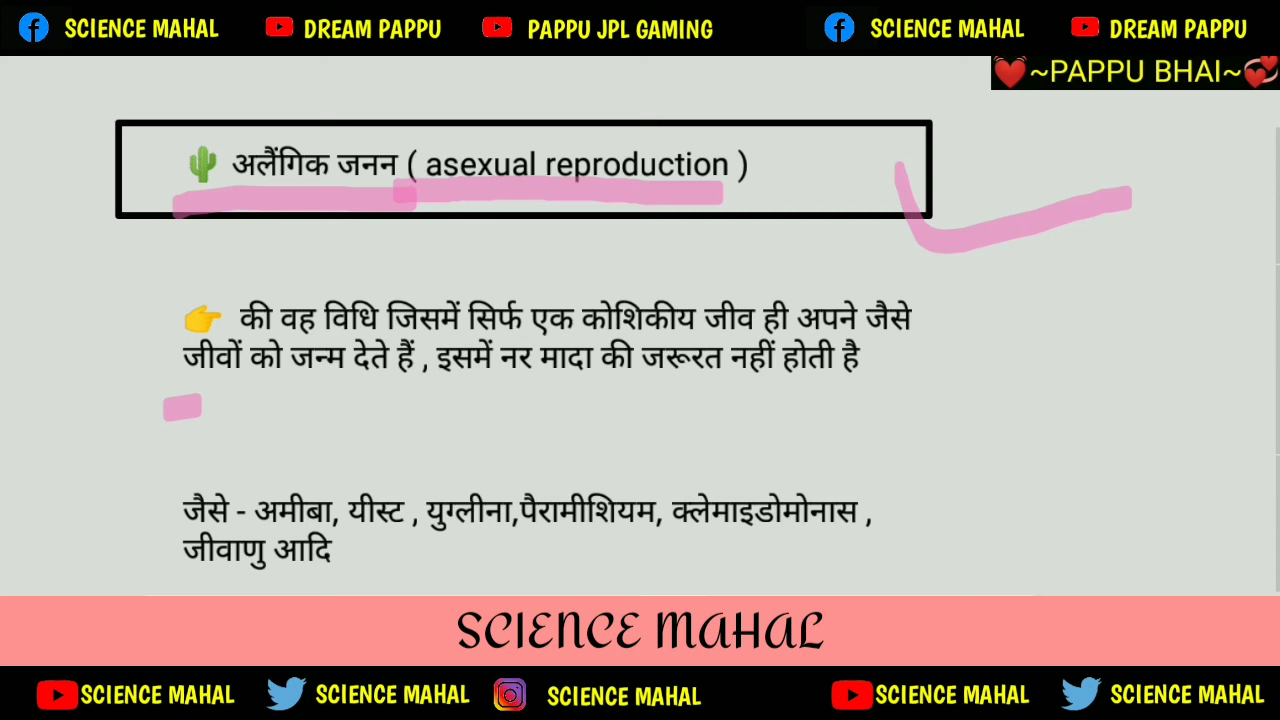 SCIENCE MAHAL DREAM PAPPU PAPPU JPL GAMING SCIENCE MAHAL DREAM PAPPU
~PAPPU BHAI~
अलैंगिक जनन ( asexual reproduction )
की वह विधि जिसमें सिर्फ एक कोशिकीय जीव ही अपने जैसे
जीवों को जन्म देते हैं , इसमें नर मादा की जरूरत नहीं होती है
जैसे - अमीबा, यीस्ट , युग्लीना,पैरामीशियम, क्लेमाइडोमोनास ,
जीवाणु आदि
SCIENCE MAHAL
SCIENCE MAHAL SCIENCE MAHAL SCIENCE MAHAL SCIENCE MAHAL SCIENCE MAHAL